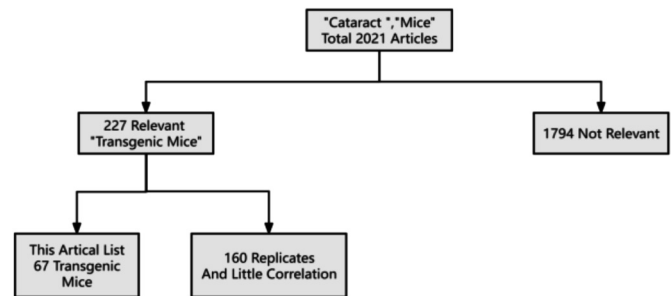 "Cataract ","Mice"
Total 2021 Articles
227 Relevant
"Transgenic Mice"
1794 Not Relevant
This Artical List
67 Transgenic
Mice
160 Replicates
And Little Correlation